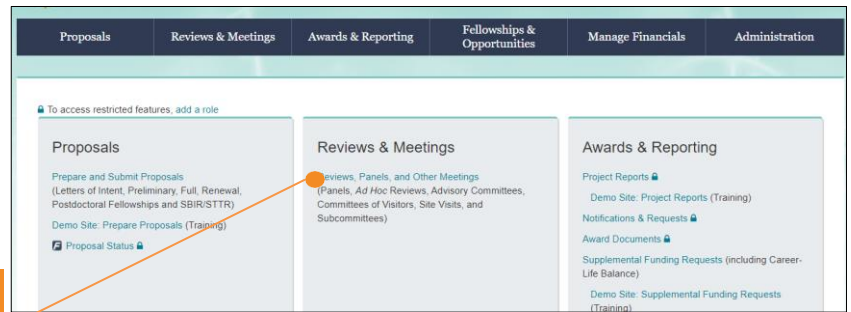 Proposals
Reviews & Meetings
Awards & Reporting
Fellowships &
Opportunities
Manage Financials
Administration
To access restricted features, add a role
Proposals
Prepare and Submit Proposals
(Letters of Intent, Preliminary, Full, Renewal,
Postdoctoral Fellowships and SBIR/STTR)
Demo Site: Prepare Proposals (Training)
Proposal Status
Reviews & Meetings
Reviews, Panels, and Other Meetings
(Panels, Ad Hoc Reviews, Advisory Committees,
Committees of Visitors, Site Visits, and
Subcommittees)
Awards & Reporting
Project Reports
Demo Site: Project Reports (Training)
Notifications & Requests
Award Documents
Supplemental Funding Requests (including Career-
Life Balance)
Demo Site: Supplemental Funding Requests
(Training)